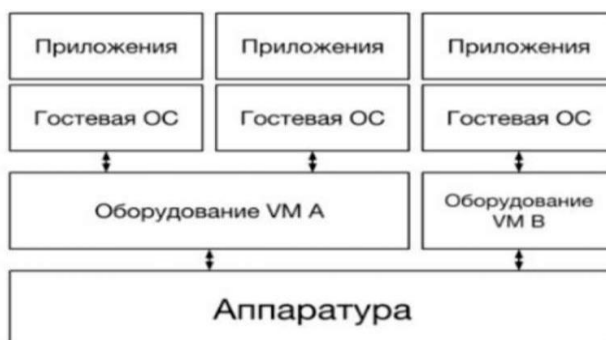 Приложения
Приложения
Приложения
Гостевая ОС
Гостевая ОС
Гостевая ОС
Оборудование VM A
Оборудование
VM B
Аппаратура